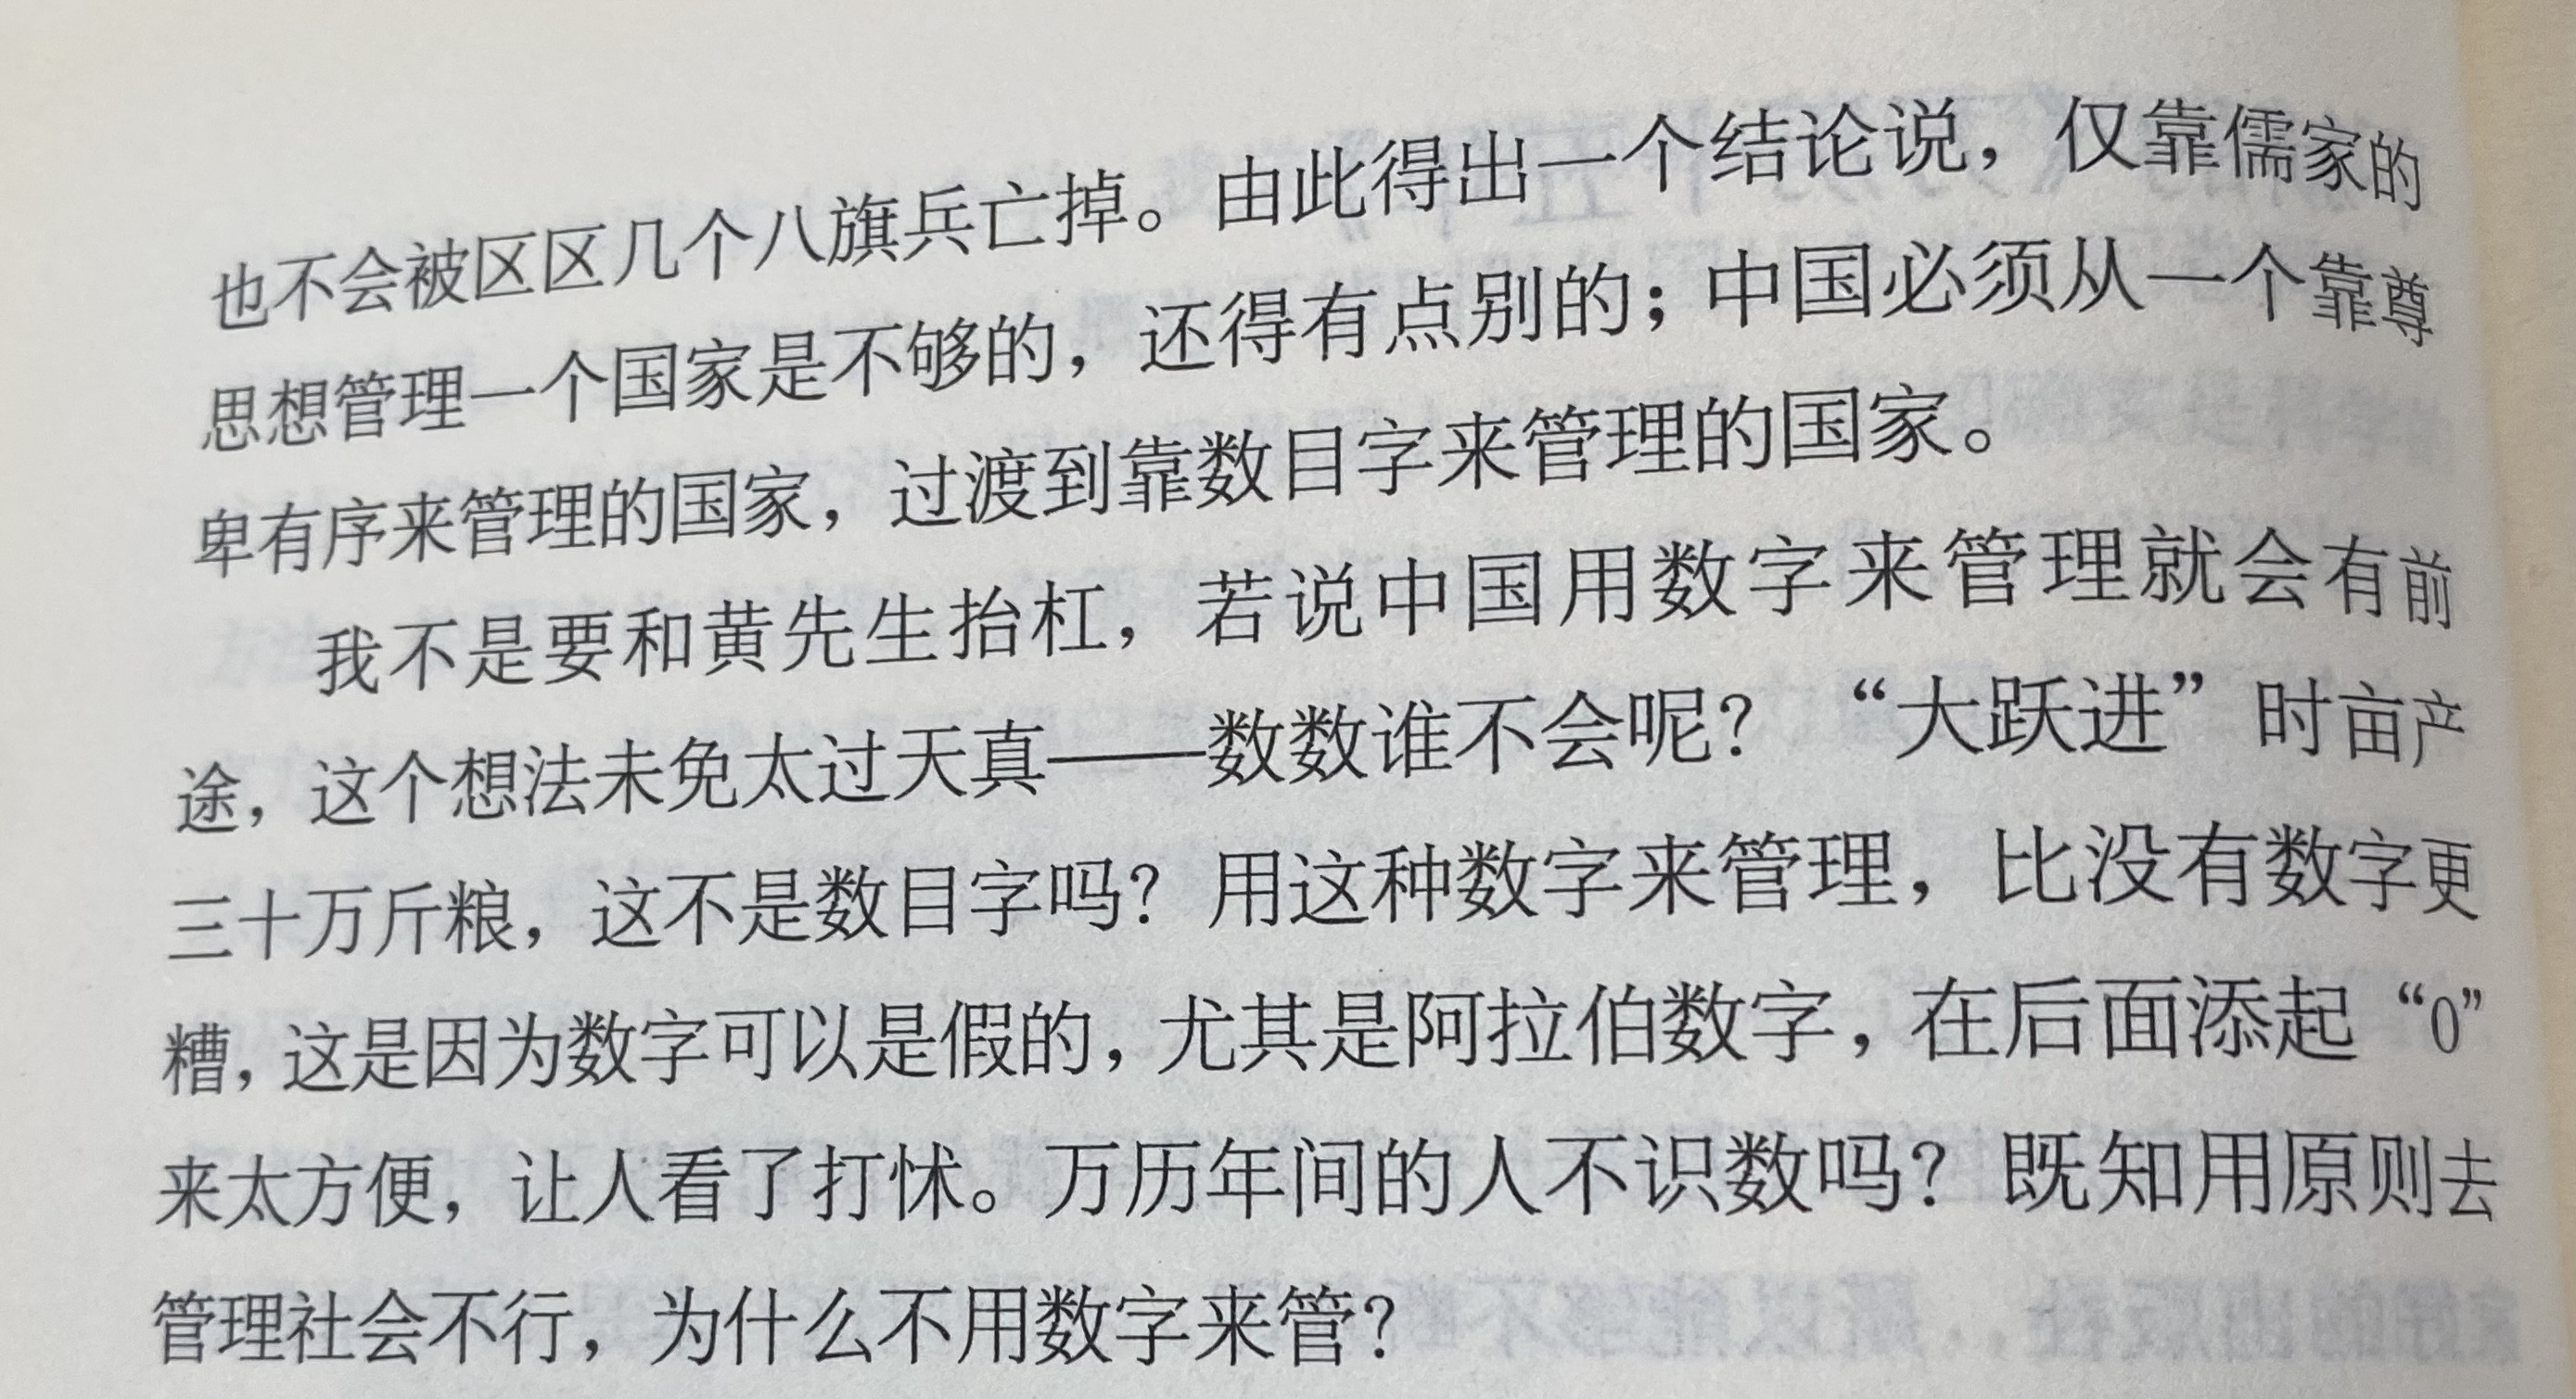 也不会被区区几个八旗兵亡掉。由此得出一个结论说，仅靠儒家的
思想管理一个国家是不够的，还得有点别的；中国必须从一个靠尊
卑有序来管理的国家，过渡到靠数目字来管理的国家。
我不是要和黄先生抬杠，若说中国用数字来管理就会有前
途，这个想法未免太过天真——数数谁不会呢？“大跃进”时亩产
三十万斤粮，这不是数目字吗？用这种数字来管理，比没有数字更
糟，这是因为数字可以是假的，尤其是阿拉伯数字，在后面添起“0”
来太方便，让人看了打怵。万历年间的人不识数吗？既知用原则去
管理社会不行，为什么不用数字来管？